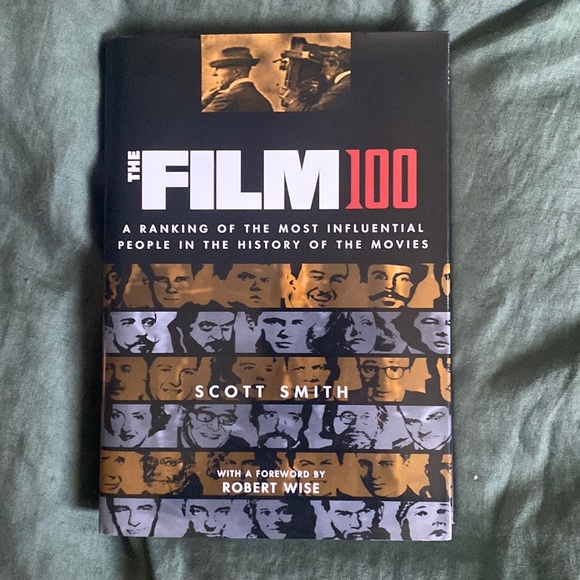 THE FILM 100
A RANKING OF THE MOST INFLUENTIAL
PEOPLE IN THE HISTORY OF THE MOVIES
SCOTT SMITH
WITH A FOREWORD BY
ROBERT WISE